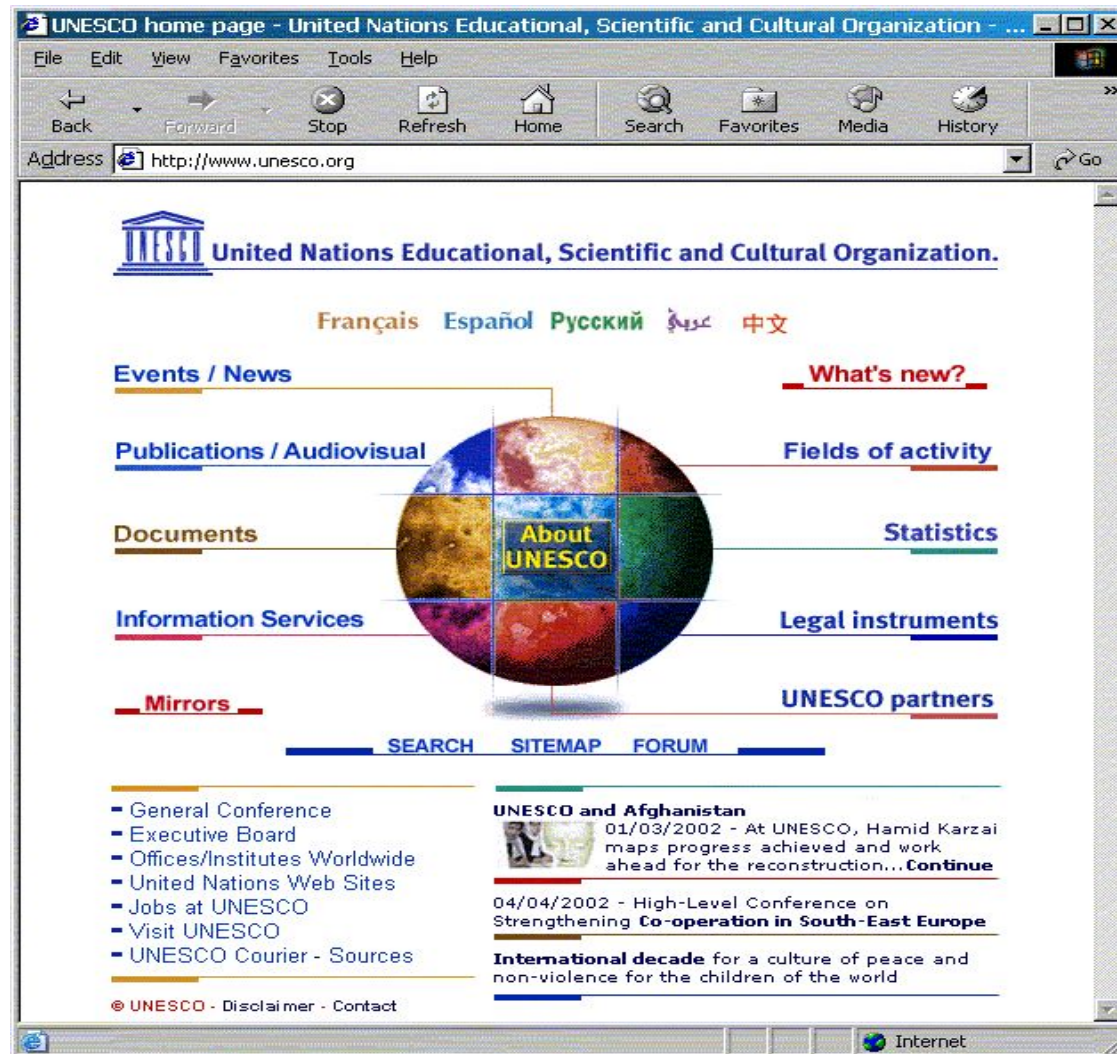 UNESCO home page - United Nations Educational, Scientific and Cultural Organization - ...
File Edit View Favorites Tools Help
»
Back Forward Stop Refresh Home Search Favorites Media History
Address http://www.unesco.org Go
UNESCO United Nations Educational, Scientific and Cultural Organization.
Français Español Русский عربي 中文
Events / News What's new?
Publications / Audiovisual Fields of activity
Documents About UNESCO Statistics
Information Services Legal instruments
Mirrors UNESCO partners
SEARCH SITEMAP FORUM
- General Conference
- Executive Board
- Offices/Institutes Worldwide
- United Nations Web Sites
- Jobs at UNESCO
- Visit UNESCO
- UNESCO Courier - Sources
© UNESCO - Disclaimer - Contact
UNESCO and Afghanistan
01/03/2002 - At UNESCO, Hamid Karzai
maps progress achieved and work
ahead for the reconstruction...Continue
04/04/2002 - High-Level Conference on
Strengthening Co-operation in South-East Europe
International decade for a culture of peace and
non-violence for the children of the world
Internet